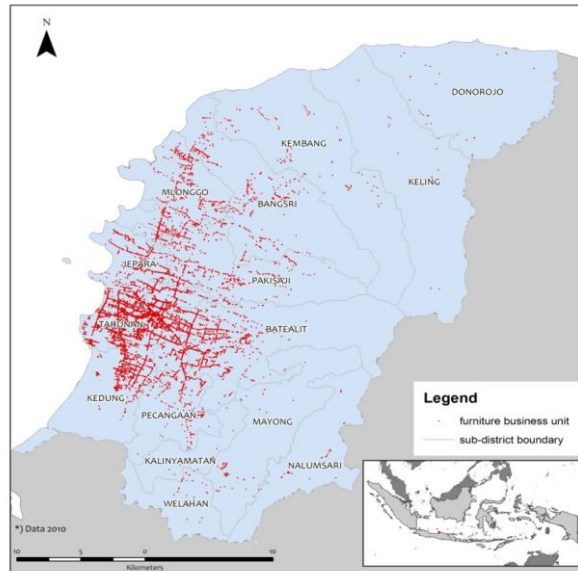 N
DONOROJO
KEMBANG
KELING
MLONGGO
BANGSRI
JEPARA
PAKISAJI
TAHUNAN
BATEALIT
KEDUNG
PECANGAAN
MAYONG
KALINYAMATAN
NALUMSARI
WELAHAN
Legend
furniture business unit
sub-district boundary
*) Data 2010
10 5 0 10
Kilometers